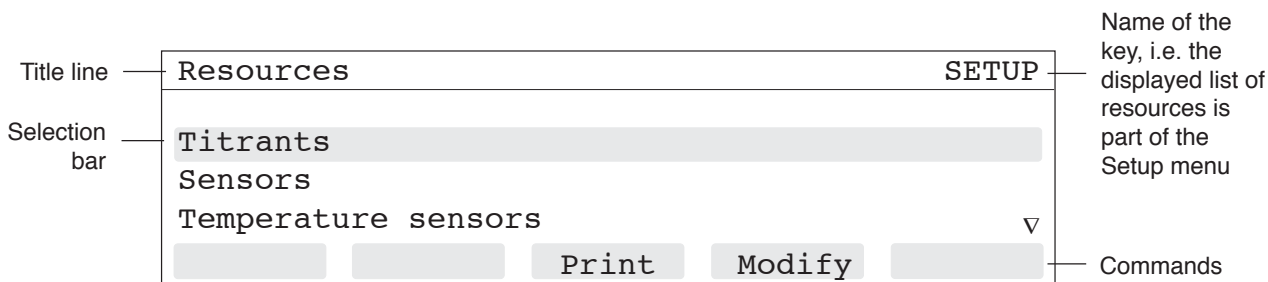 Title line
Resources
SETUP
Name of the
key, i.e. the
displayed list of
resources is
part of the
Setup menu
Selection
bar
Titrants
Sensors
Temperature sensors
∇
Print
Modify
Commands